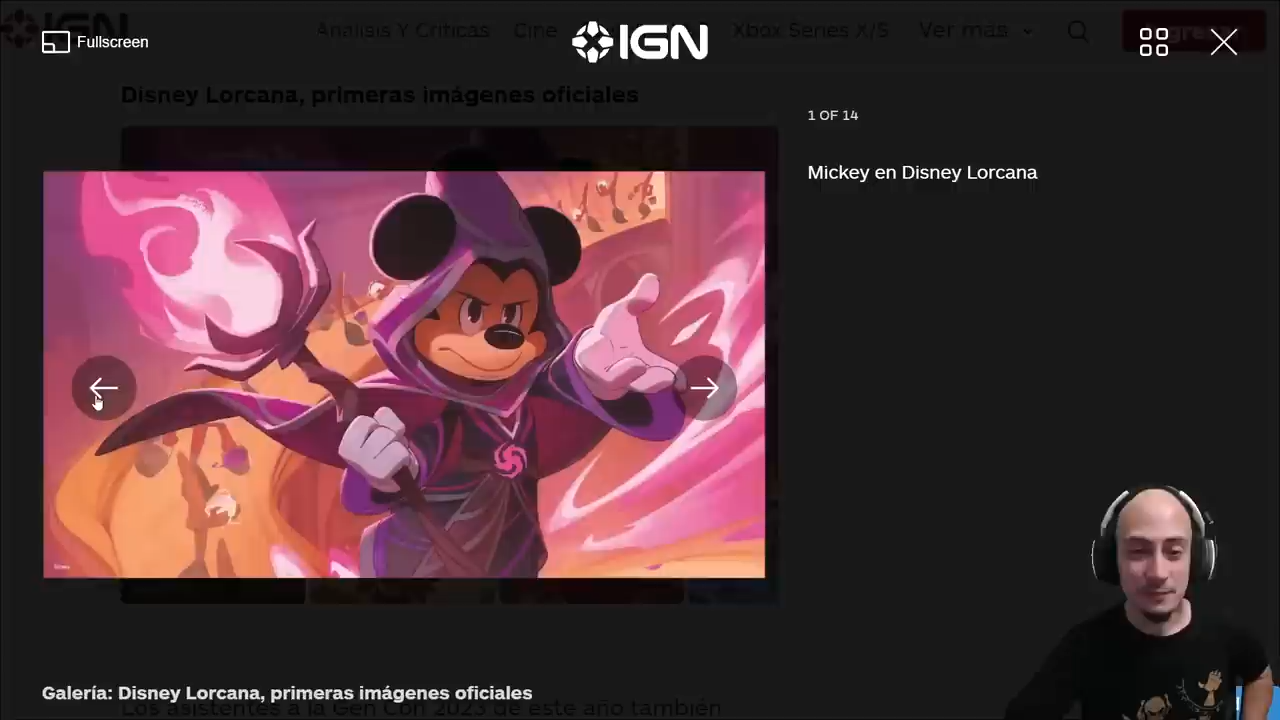 Análisis Y Críticas Cine Xbox Series X/S Ver más
Fullscreen
IGN
Disney Lorcana, primeras imágenes oficiales
1 OF 14
Mickey en Disney Lorcana
Galería: Disney Lorcana, primeras imágenes oficiales
Los asistentes a la Gen Con 2023 de este año también